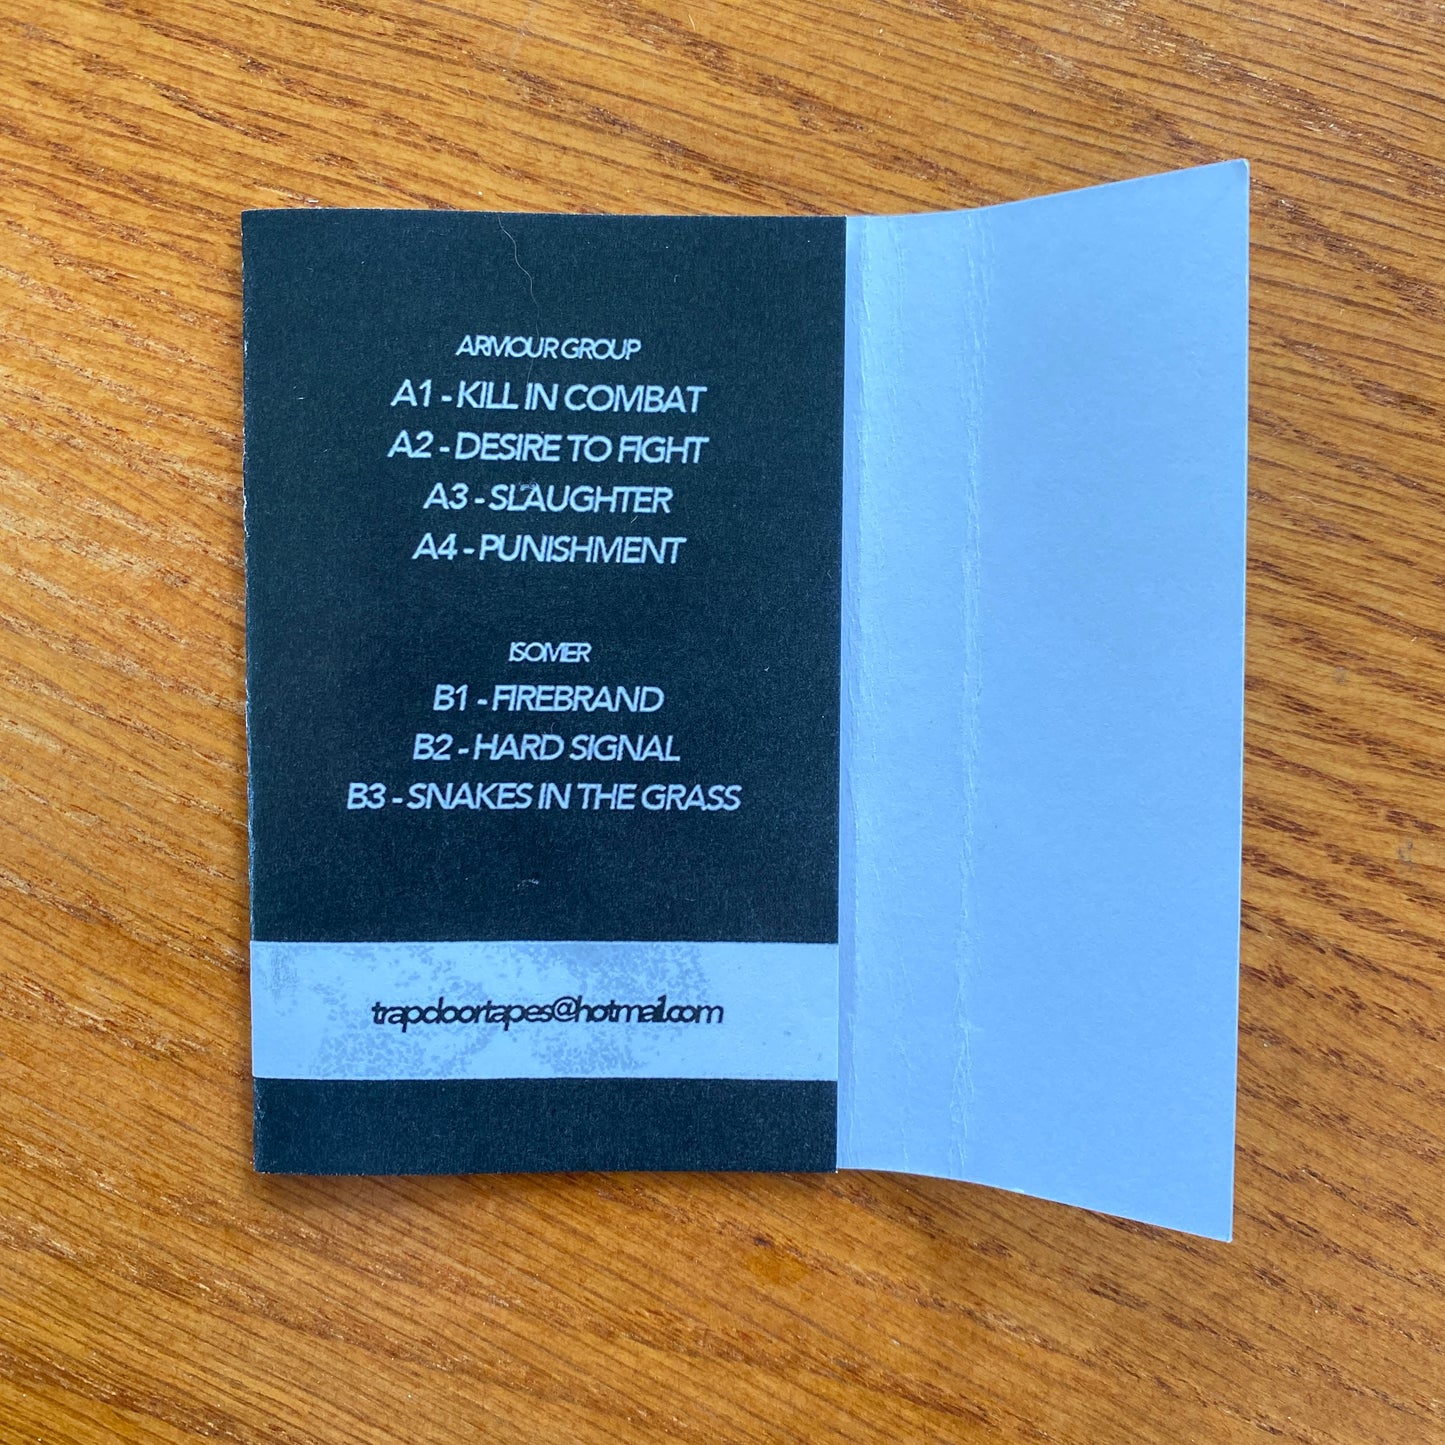 ARMOUR GROUP
A1 - KILL IN COMBAT
A2 - DESIRE TO FIGHT
A3 - SLAUGHTER
A4 - PUNISHMENT
ISOMER
B1 - FIREBRAND
B2 - HARD SIGNAL
B3 - SNAKES IN THE GRASS
trapdoortapes@hotmail.com